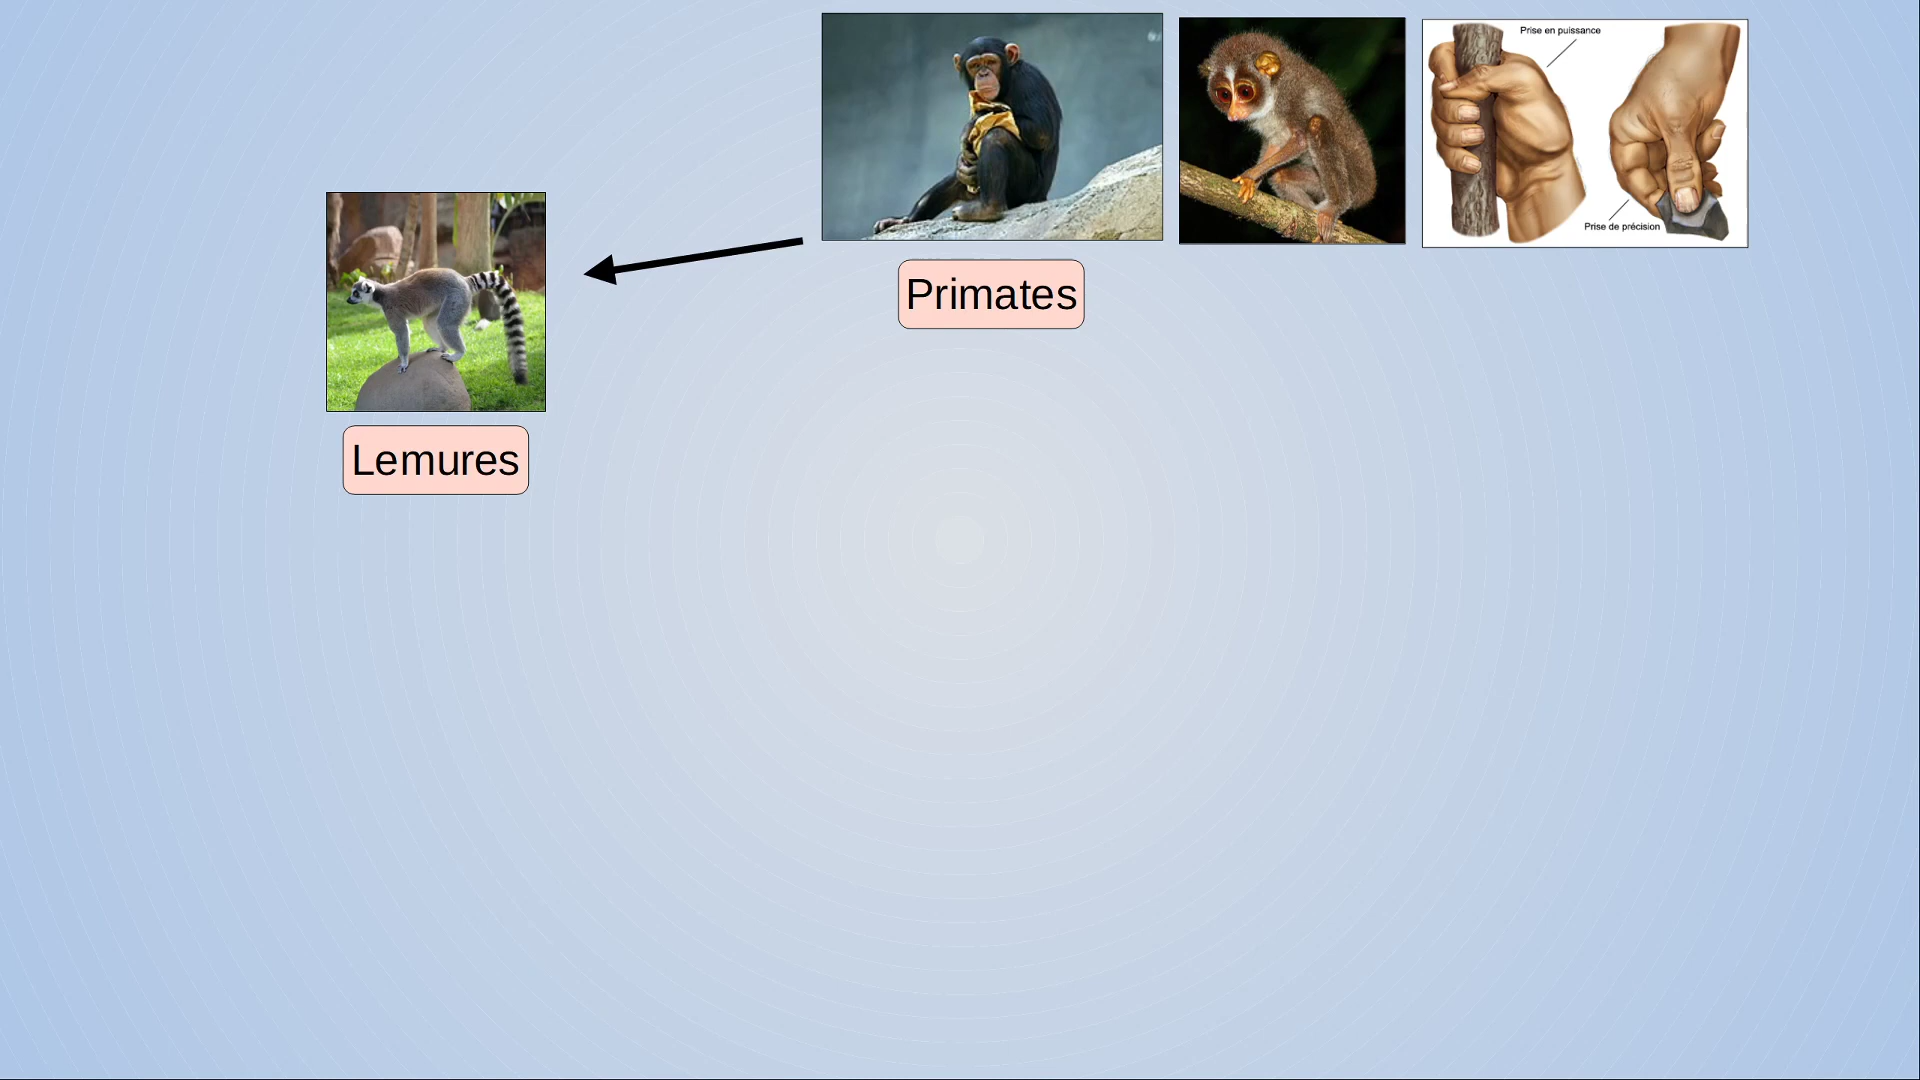 Prise en puissance
Prise de précision
Primates
Lemures